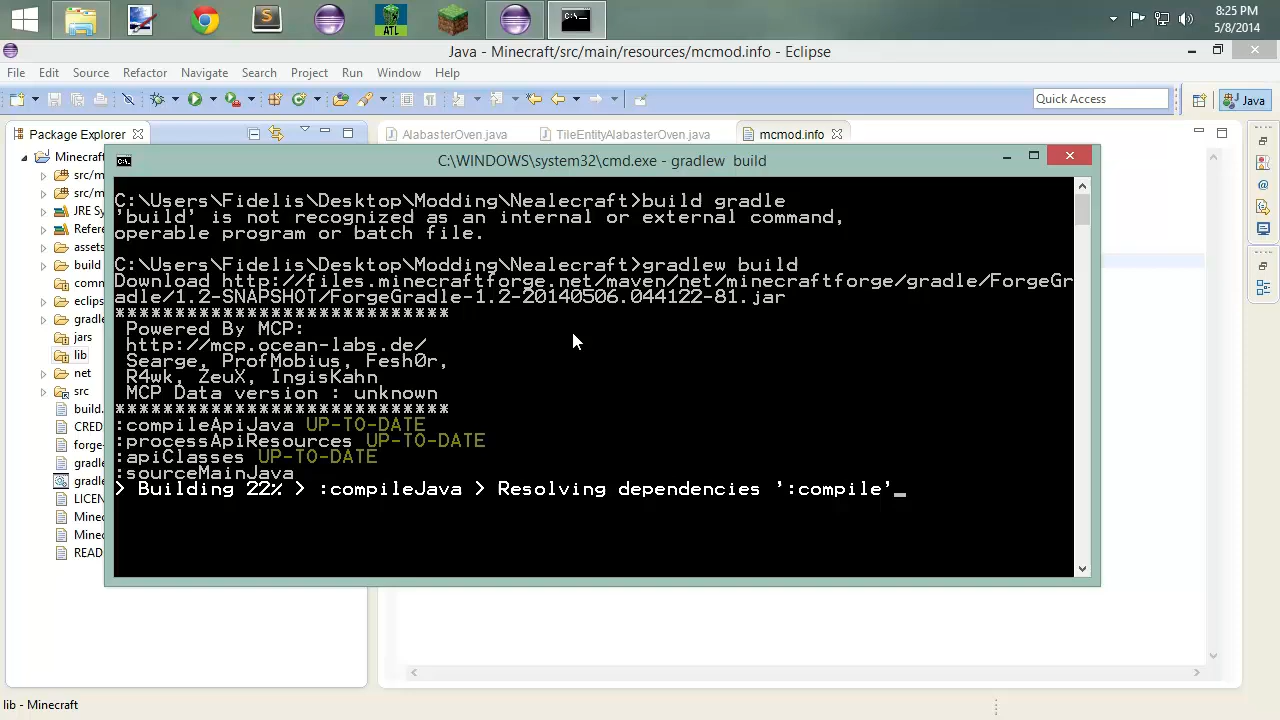 ATL
8:25 PM
5/8/2014
Java - Minecraft/src/main/resources/mcmod.info - Eclipse
File Edit Source Refactor Navigate Search Project Run Window Help
Quick Access
Java
Package Explorer
AlabasterOven.java
TileEntityAlabasterOven.java
mcmod.info
Minecraft
src/m
src/m
JRE Sy
Refere
assets
build
comm
eclips
gradle
jars
lib
net
src
build.
CRED
forge-
gradle
gradle
LICEN
Minec
Minec
READ
C:\WINDOWS\system32\cmd.exe - gradlew  build
C:\Users\Fidelis\Desktop\Modding\Nealecraft>build gradle
'build' is not recognized as an internal or external command,
operable program or batch file.
C:\Users\Fidelis\Desktop\Modding\Nealecraft>gradlew build
Download http://files.minecraftforge.net/maven/net/minecraftforge/gradle/ForgeGr
adle/1.2-SNAPSHOT/ForgeGradle-1.2-20140506.044122-81.jar
****************************
Powered By MCP:
http://mcp.ocean-labs.de/
Searge, ProfMobius, Fesh0r,
R4wk, ZeuX, IngisKahn
MCP Data version : unknown
****************************
:compileApiJava UP-TO-DATE
:processApiResources UP-TO-DATE
:apiClasses UP-TO-DATE
:sourceMainJava
> Building 22% > :compileJava > Resolving dependencies ':compile'
lib - Minecraft